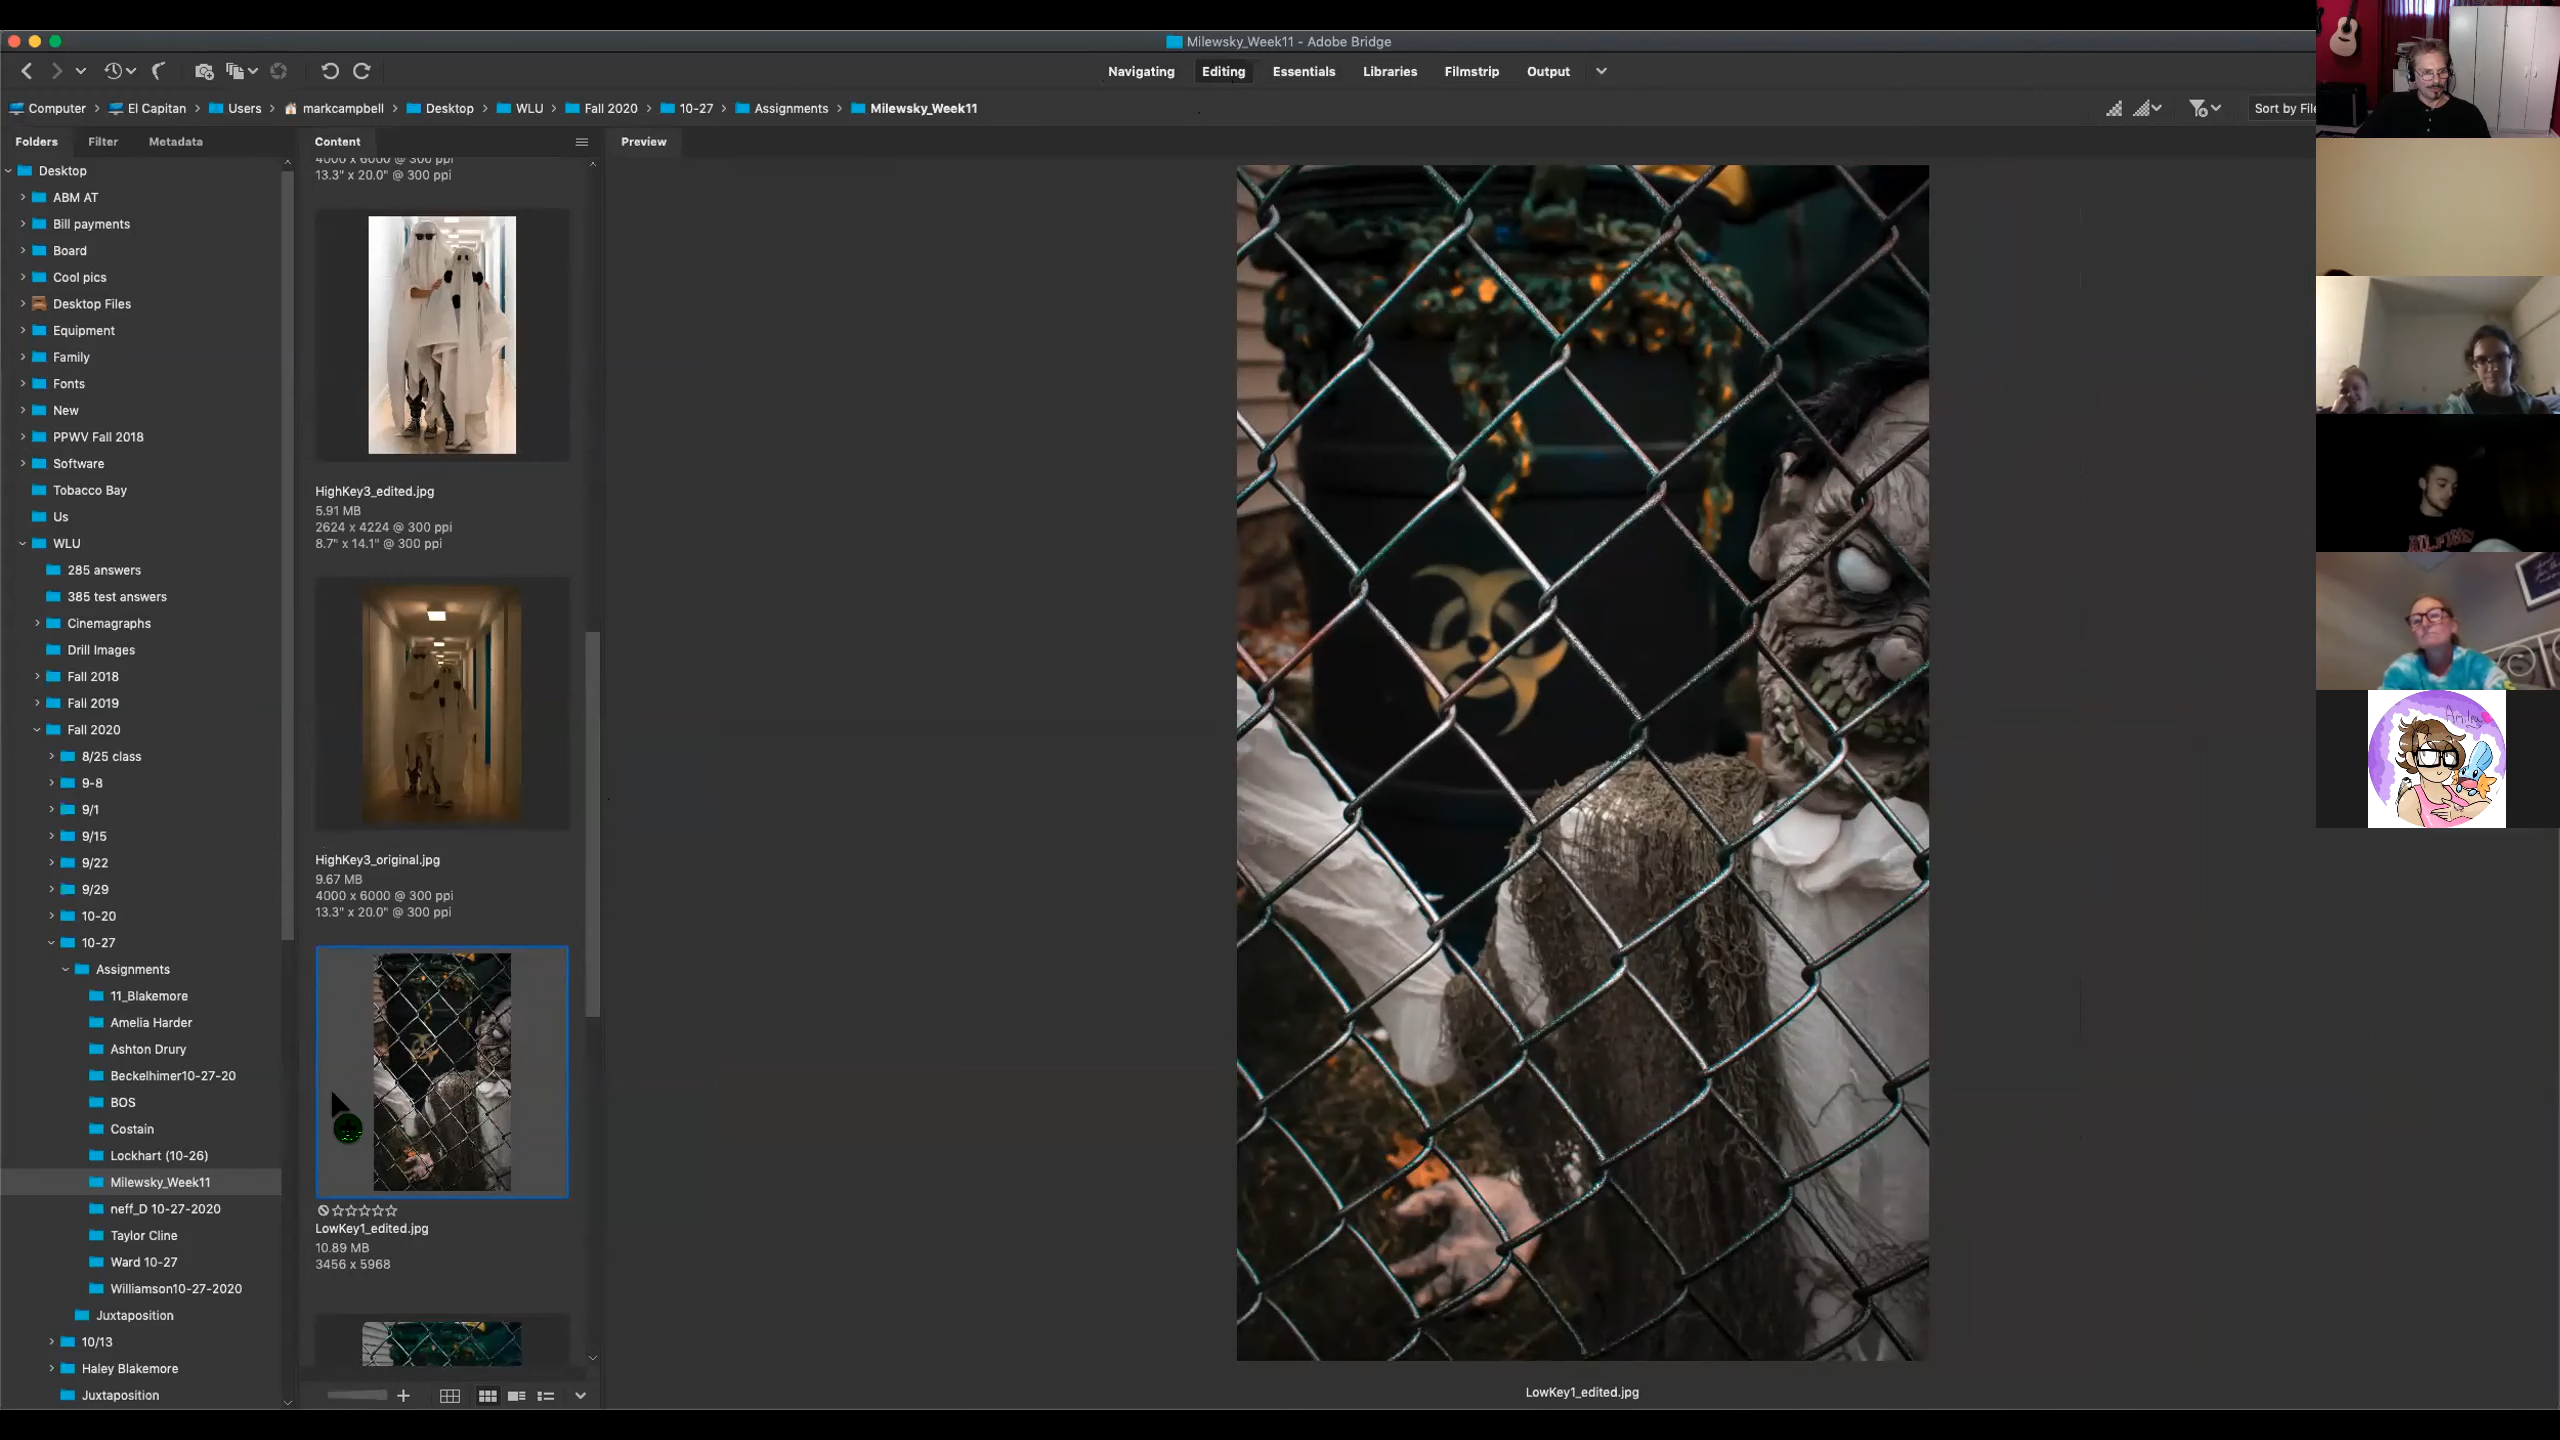 Milewsky_Week11 - Adobe Bridge
Navigating Editing Essentials Libraries Filmstrip Output
Computer El Capitan Users markcampbell Desktop WLU Fall 2020 10-27 Assignments Milewsky_Week11
Sort by File
Folders Filter Metadata
Content
Preview
Desktop
ABM AT
Bill payments
Board
Cool pics
Desktop Files
Equipment
Family
Fonts
New
PPWV Fall 2018
Software
Tobacco Bay
Us
WLU
285 answers
385 test answers
Cinemagraphs
Drill Images
Fall 2018
Fall 2019
Fall 2020
8/25 class
9-8
9/1
9/15
9/22
9/29
10-20
10-27
Assignments
11_Blakemore
Amelia Harder
Ashton Drury
Beckelhimer10-27-20
BOS
Costain
Lockhart (10-26)
Milewsky_Week11
neff_D 10-27-2020
Taylor Cline
Ward 10-27
Williamson10-27-2020
Juxtaposition
10/13
Haley Blakemore
Juxtaposition
4000 x 6000 @ 300 ppi
13.3" x 20.0" @ 300 ppi
HighKey3_edited.jpg
5.91 MB
2624 x 4224 @ 300 ppi
8.7" x 14.1" @ 300 ppi
HighKey3_original.jpg
9.67 MB
4000 x 6000 @ 300 ppi
13.3" x 20.0" @ 300 ppi
LowKey1_edited.jpg
10.89 MB
3456 x 5968
LowKey1_edited.jpg